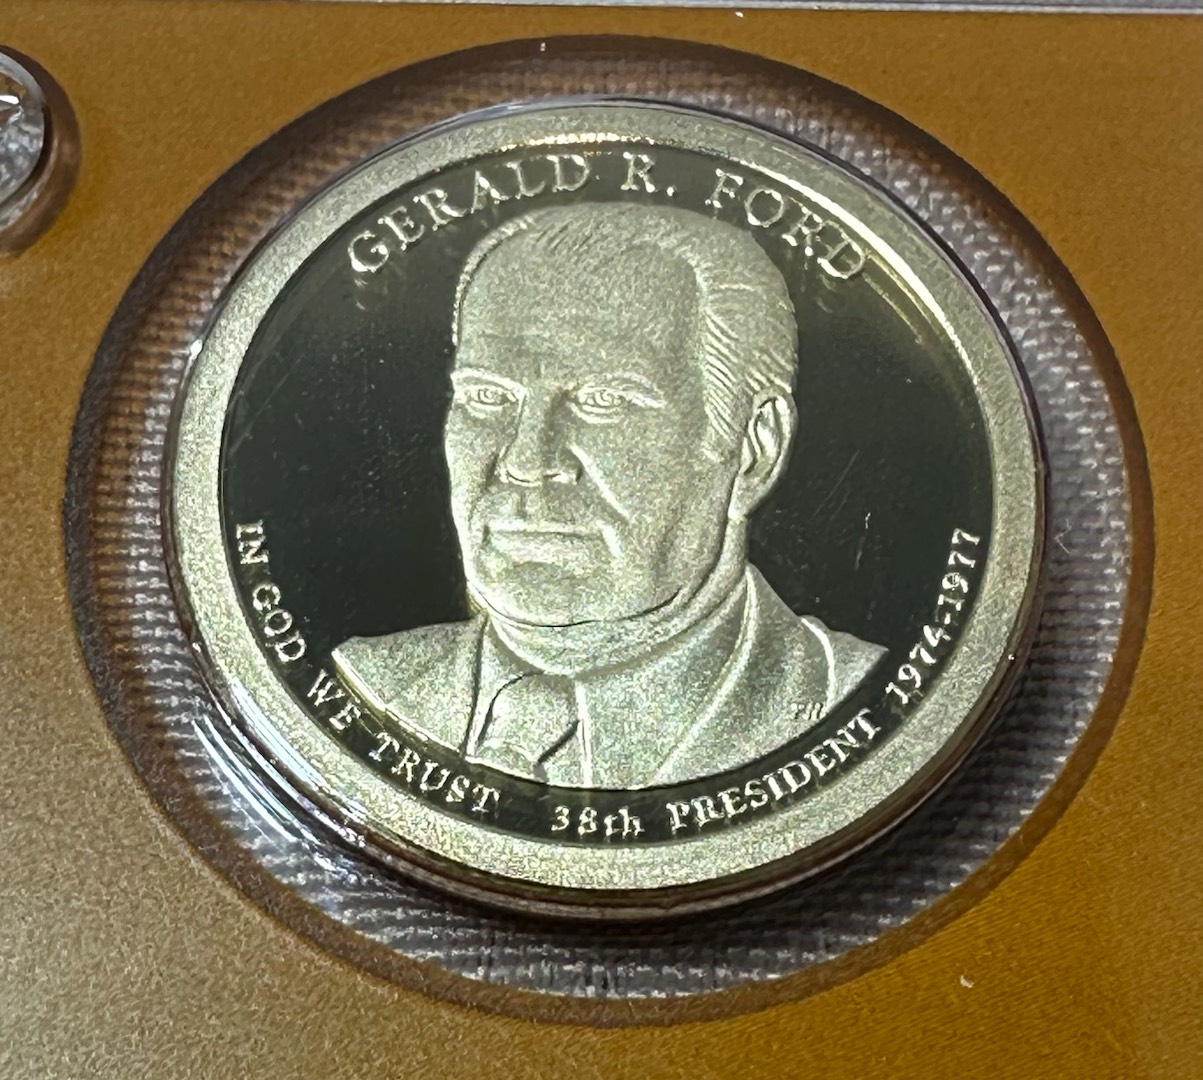 GERALD R. FORD
IN GOD WE TRUST
38th PRESIDENT 1974-1977